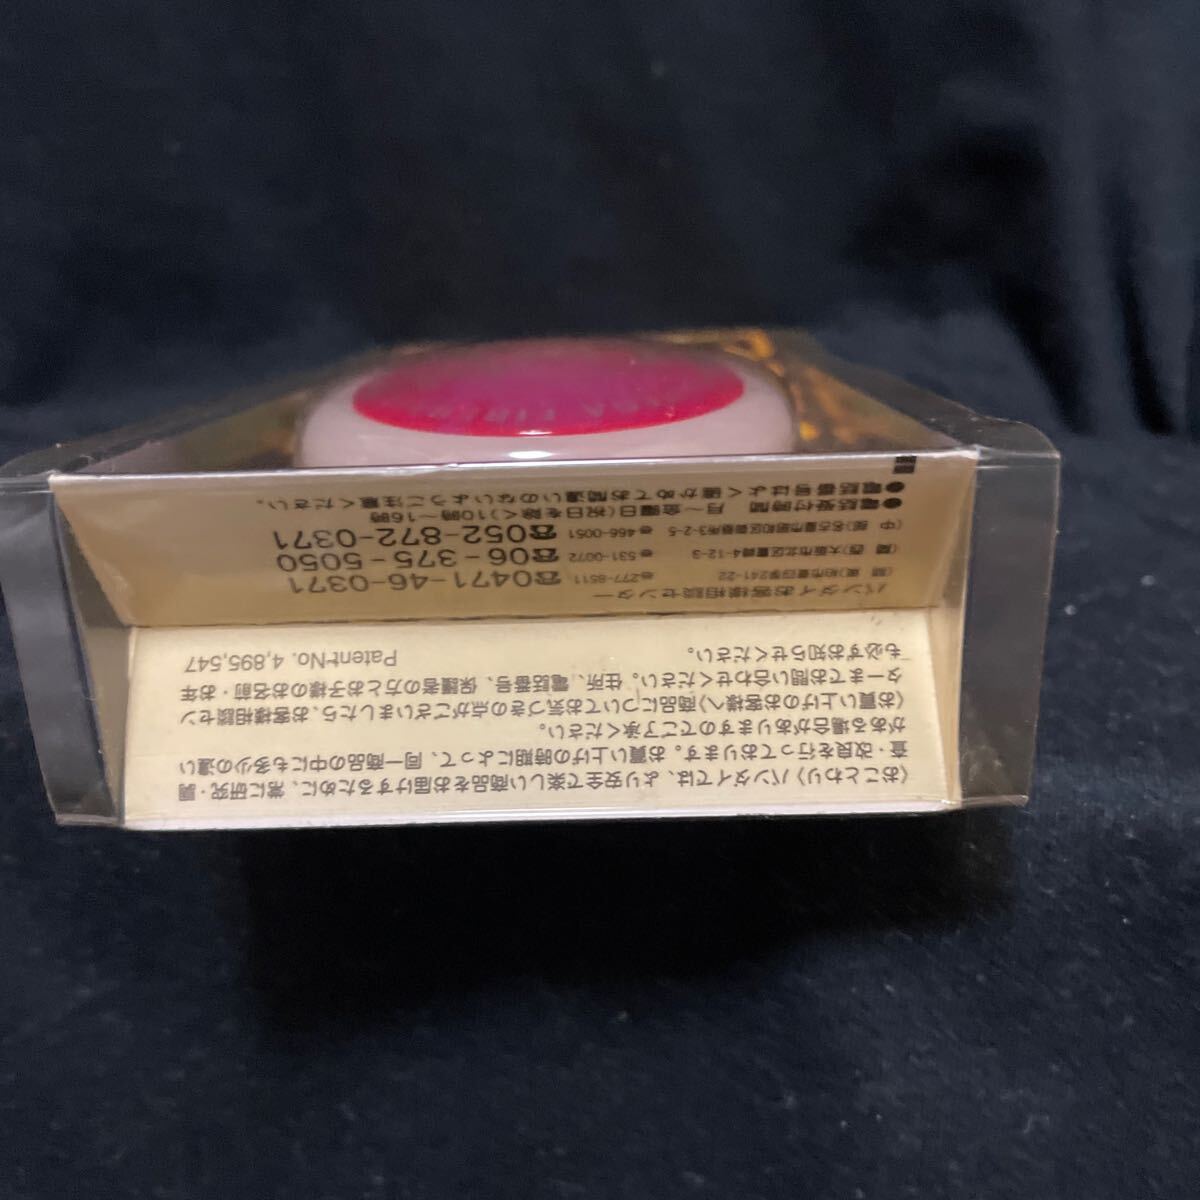 《おことわり》バンダイでは、より安全で楽しい商品をお届けするために、常に研究・調
査・改良を行っております。お買い上げの時期によって、同一商品の中にも多少の違い
がある場合がありますのでご了承ください。
《お買い上げのお客様へ》商品についてお気づきの点がございましたら、お客様相談セン
ターまでお問い合わせください。住所、電話番号、保護者の方とお子様のお名前・お年
も必ずお知らせください。
Patent No. 4,895,547
バンダイお客様相談センター
(関 東)柏市豊四季241-22 〒277-8511 ☎0471-46-0371
(関 西)大阪市北区豊崎4-12-3 〒531-0072 ☎06-375-5050
(中 部)名古屋市昭和区御器所3-2-5 〒466-0051 ☎052-872-0371
●電話受付時間 月～金曜日(祝日を除く)10時～16時
●電話番号はよく確かめてお間違いのないようご注意ください。